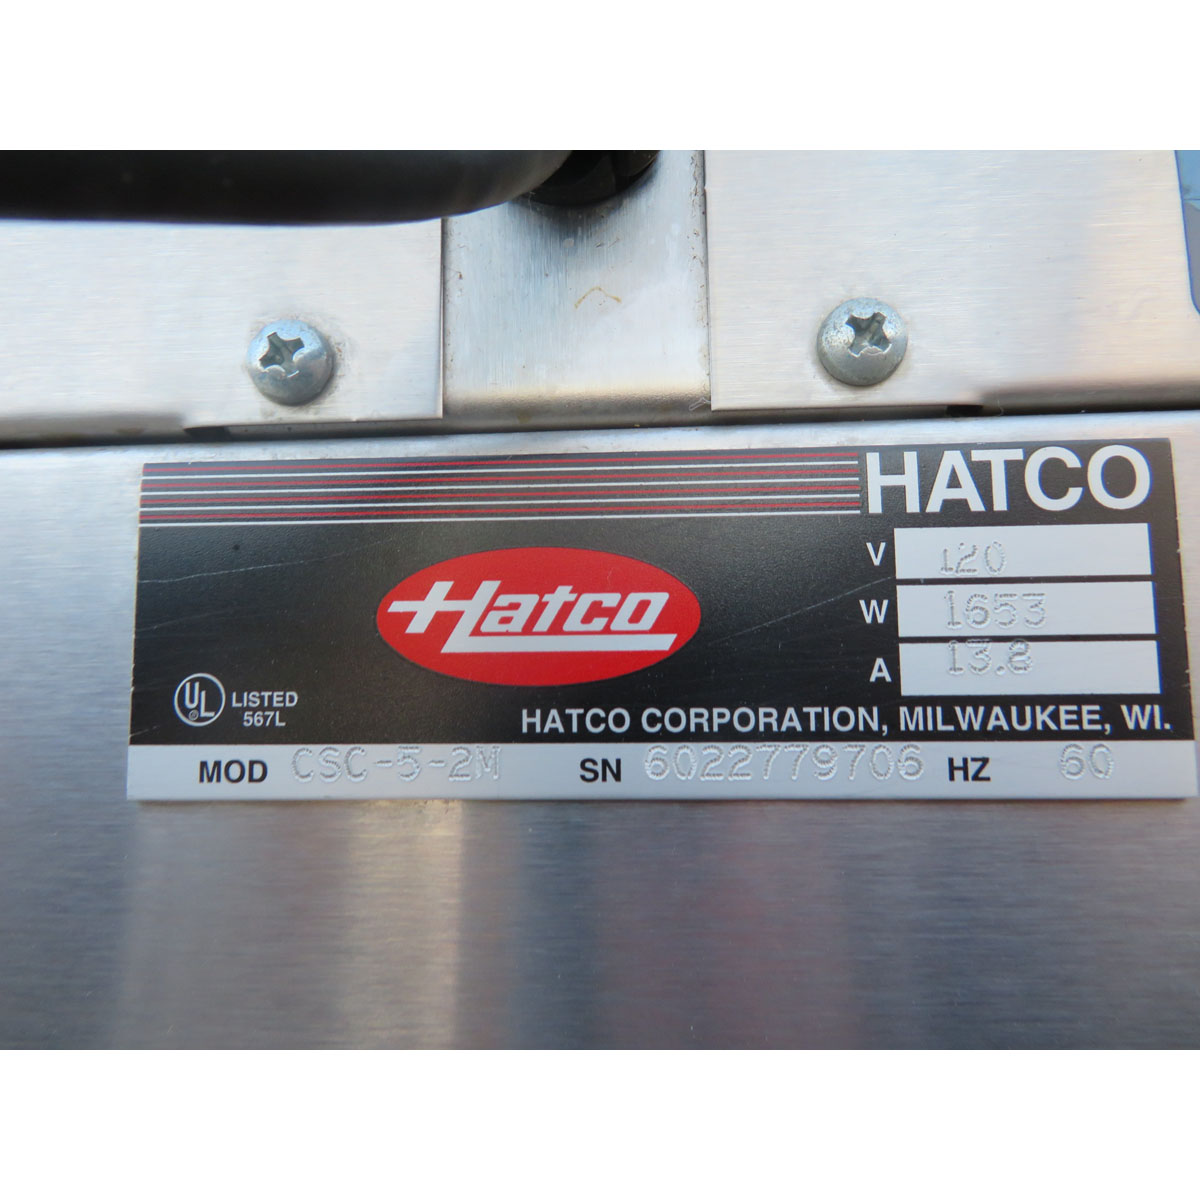 HATCO
Hatco
V 120
W 1653
A 13.8
UL LISTED
567L
HATCO CORPORATION, MILWAUKEE, WI.
MOD CSC-5-2M SN 6022779706 HZ 60